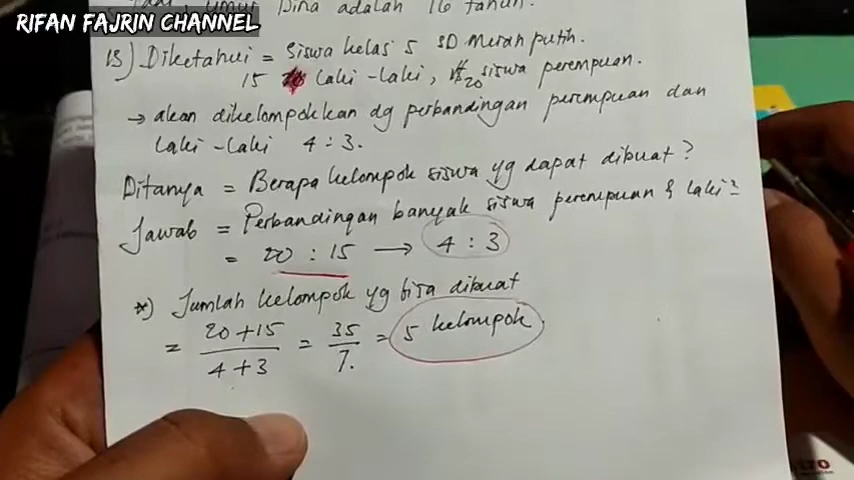 RIFAN FAJRIN CHANNEL
umur Dina adalah 16 tahun.
13) Diketahui = Siswa kelas 5 SD Merah putih.
15 laki-laki, 20 siswa perempuan.
→ akan dikelompokkan dg perbandingan perempuan dan
laki-laki 4 : 3.
Ditanya = Berapa kelompok siswa yg dapat dibuat ?
Jawab = Perbandingan banyak siswa perempuan & laki²
= 20 : 15 → 4 : 3
*) Jumlah kelompok yg bisa dibuat
= 20 + 15 / 4 + 3 = 35 / 7. = 5 kelompok.